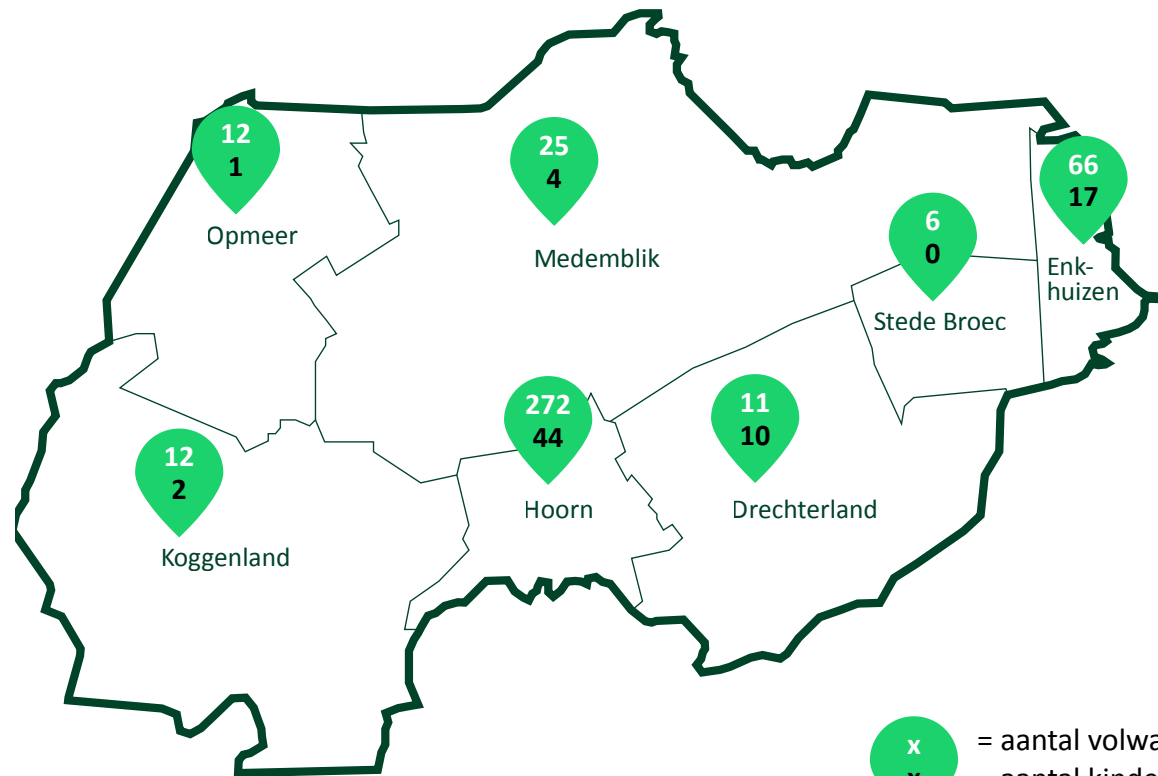 12
1
Opmeer
25
4
Medemblik
66
17
Enk-
huizen
6
0
Stede Broec
272
44
Hoorn
11
10
Drechterland
12
2
Koggenland
x
= aantal
x
aantal